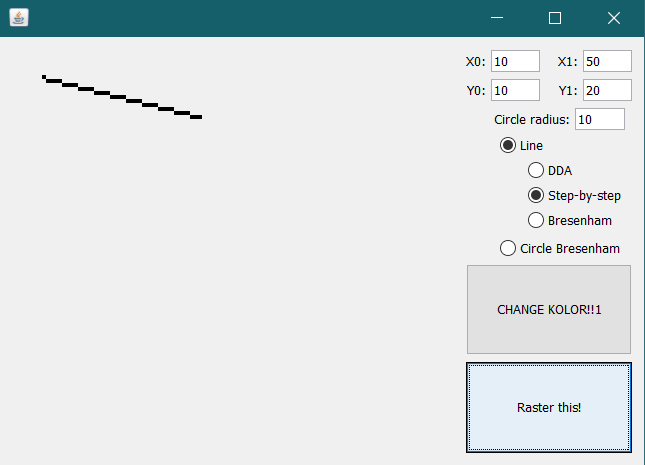 X0: 10 X1: 50
Y0: 10 Y1: 20
Circle radius: 10
Line
DDA
Step-by-step
Bresenham
Circle Bresenham
CHANGE KOLOR!!1
Raster this!